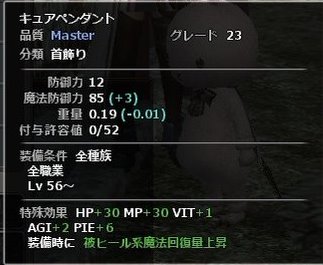 キュアペンダント
品質 Master グレード 23
分類 首飾り
防御力 12
魔法防御力 85 (+3)
重量 0.19 (-0.01)
付与許容値 0/52
装備条件 全種族
全職業
Lv 56～
特殊効果 HP+30 MP+30 VIT+1
AGI+2 PIE+6
装備時に 被ヒール系魔法回復量上昇